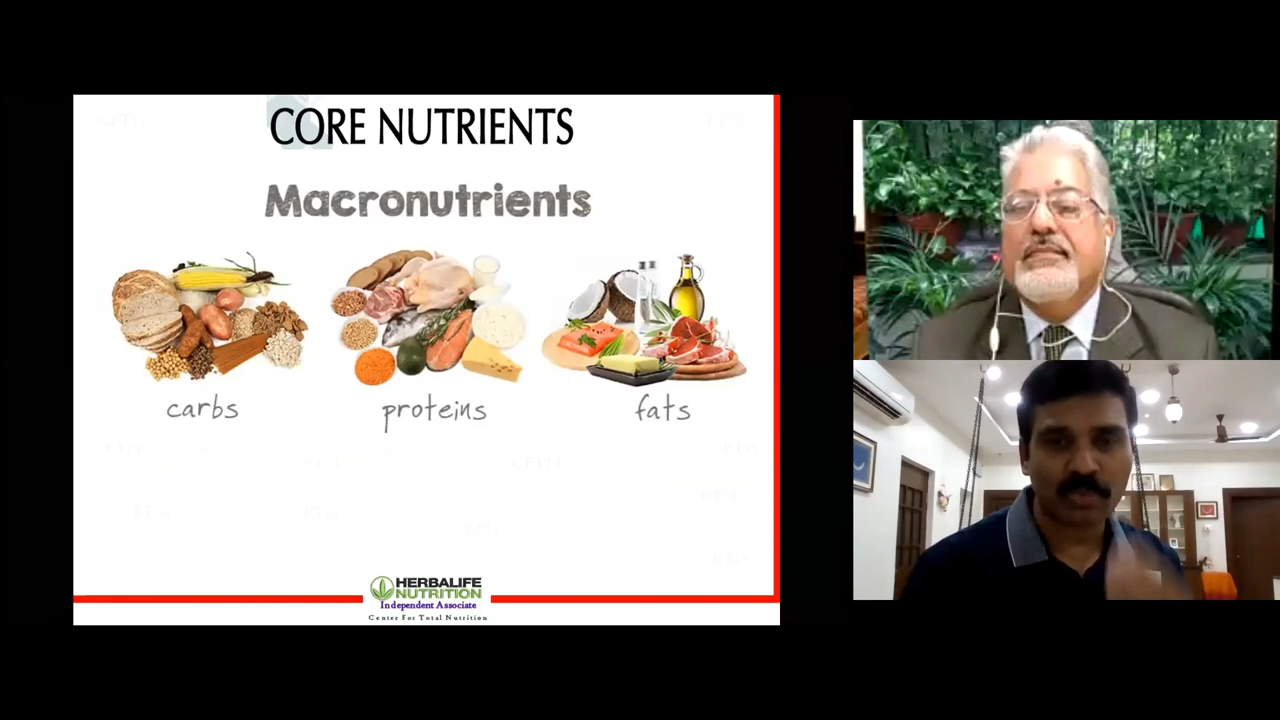 CORE NUTRIENTS
Macronutrients
carbs
proteins
fats
HERBALIFE
NUTRITION
Independent Associate
Center For Total Nutrition